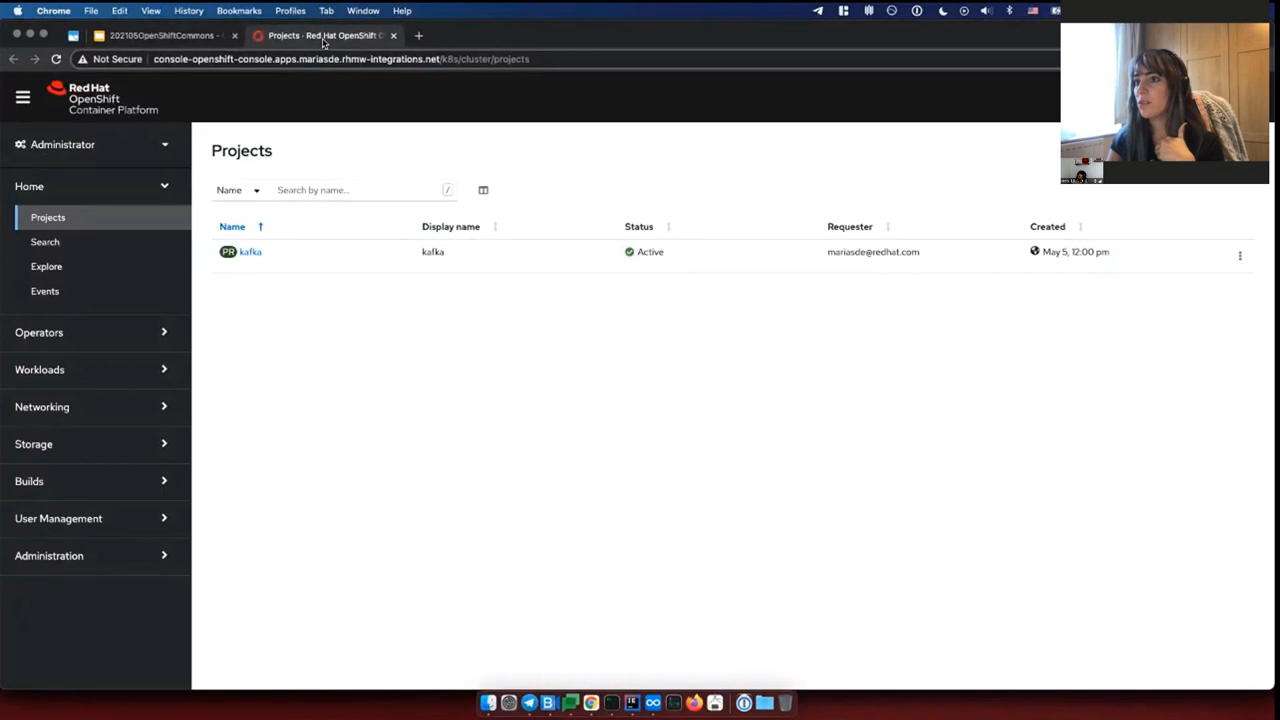 Chrome File Edit View History Bookmarks Profiles Tab Window Help
202105OpenShiftCommons - Projects · Red Hat OpenShift C
Not Secure console-openshift-console.apps.mariasde.rhmw-integrations.net/k8s/cluster/projects
Red Hat
OpenShift
Container Platform
Administrator
Home
Projects
Search
Explore
Events
Operators
Workloads
Networking
Storage
Builds
User Management
Administration
Projects
Name Search by name... /
Name Display name Status Requester Created
PR kafka kafka Active mariasde@redhat.com May 5, 12:00 pm